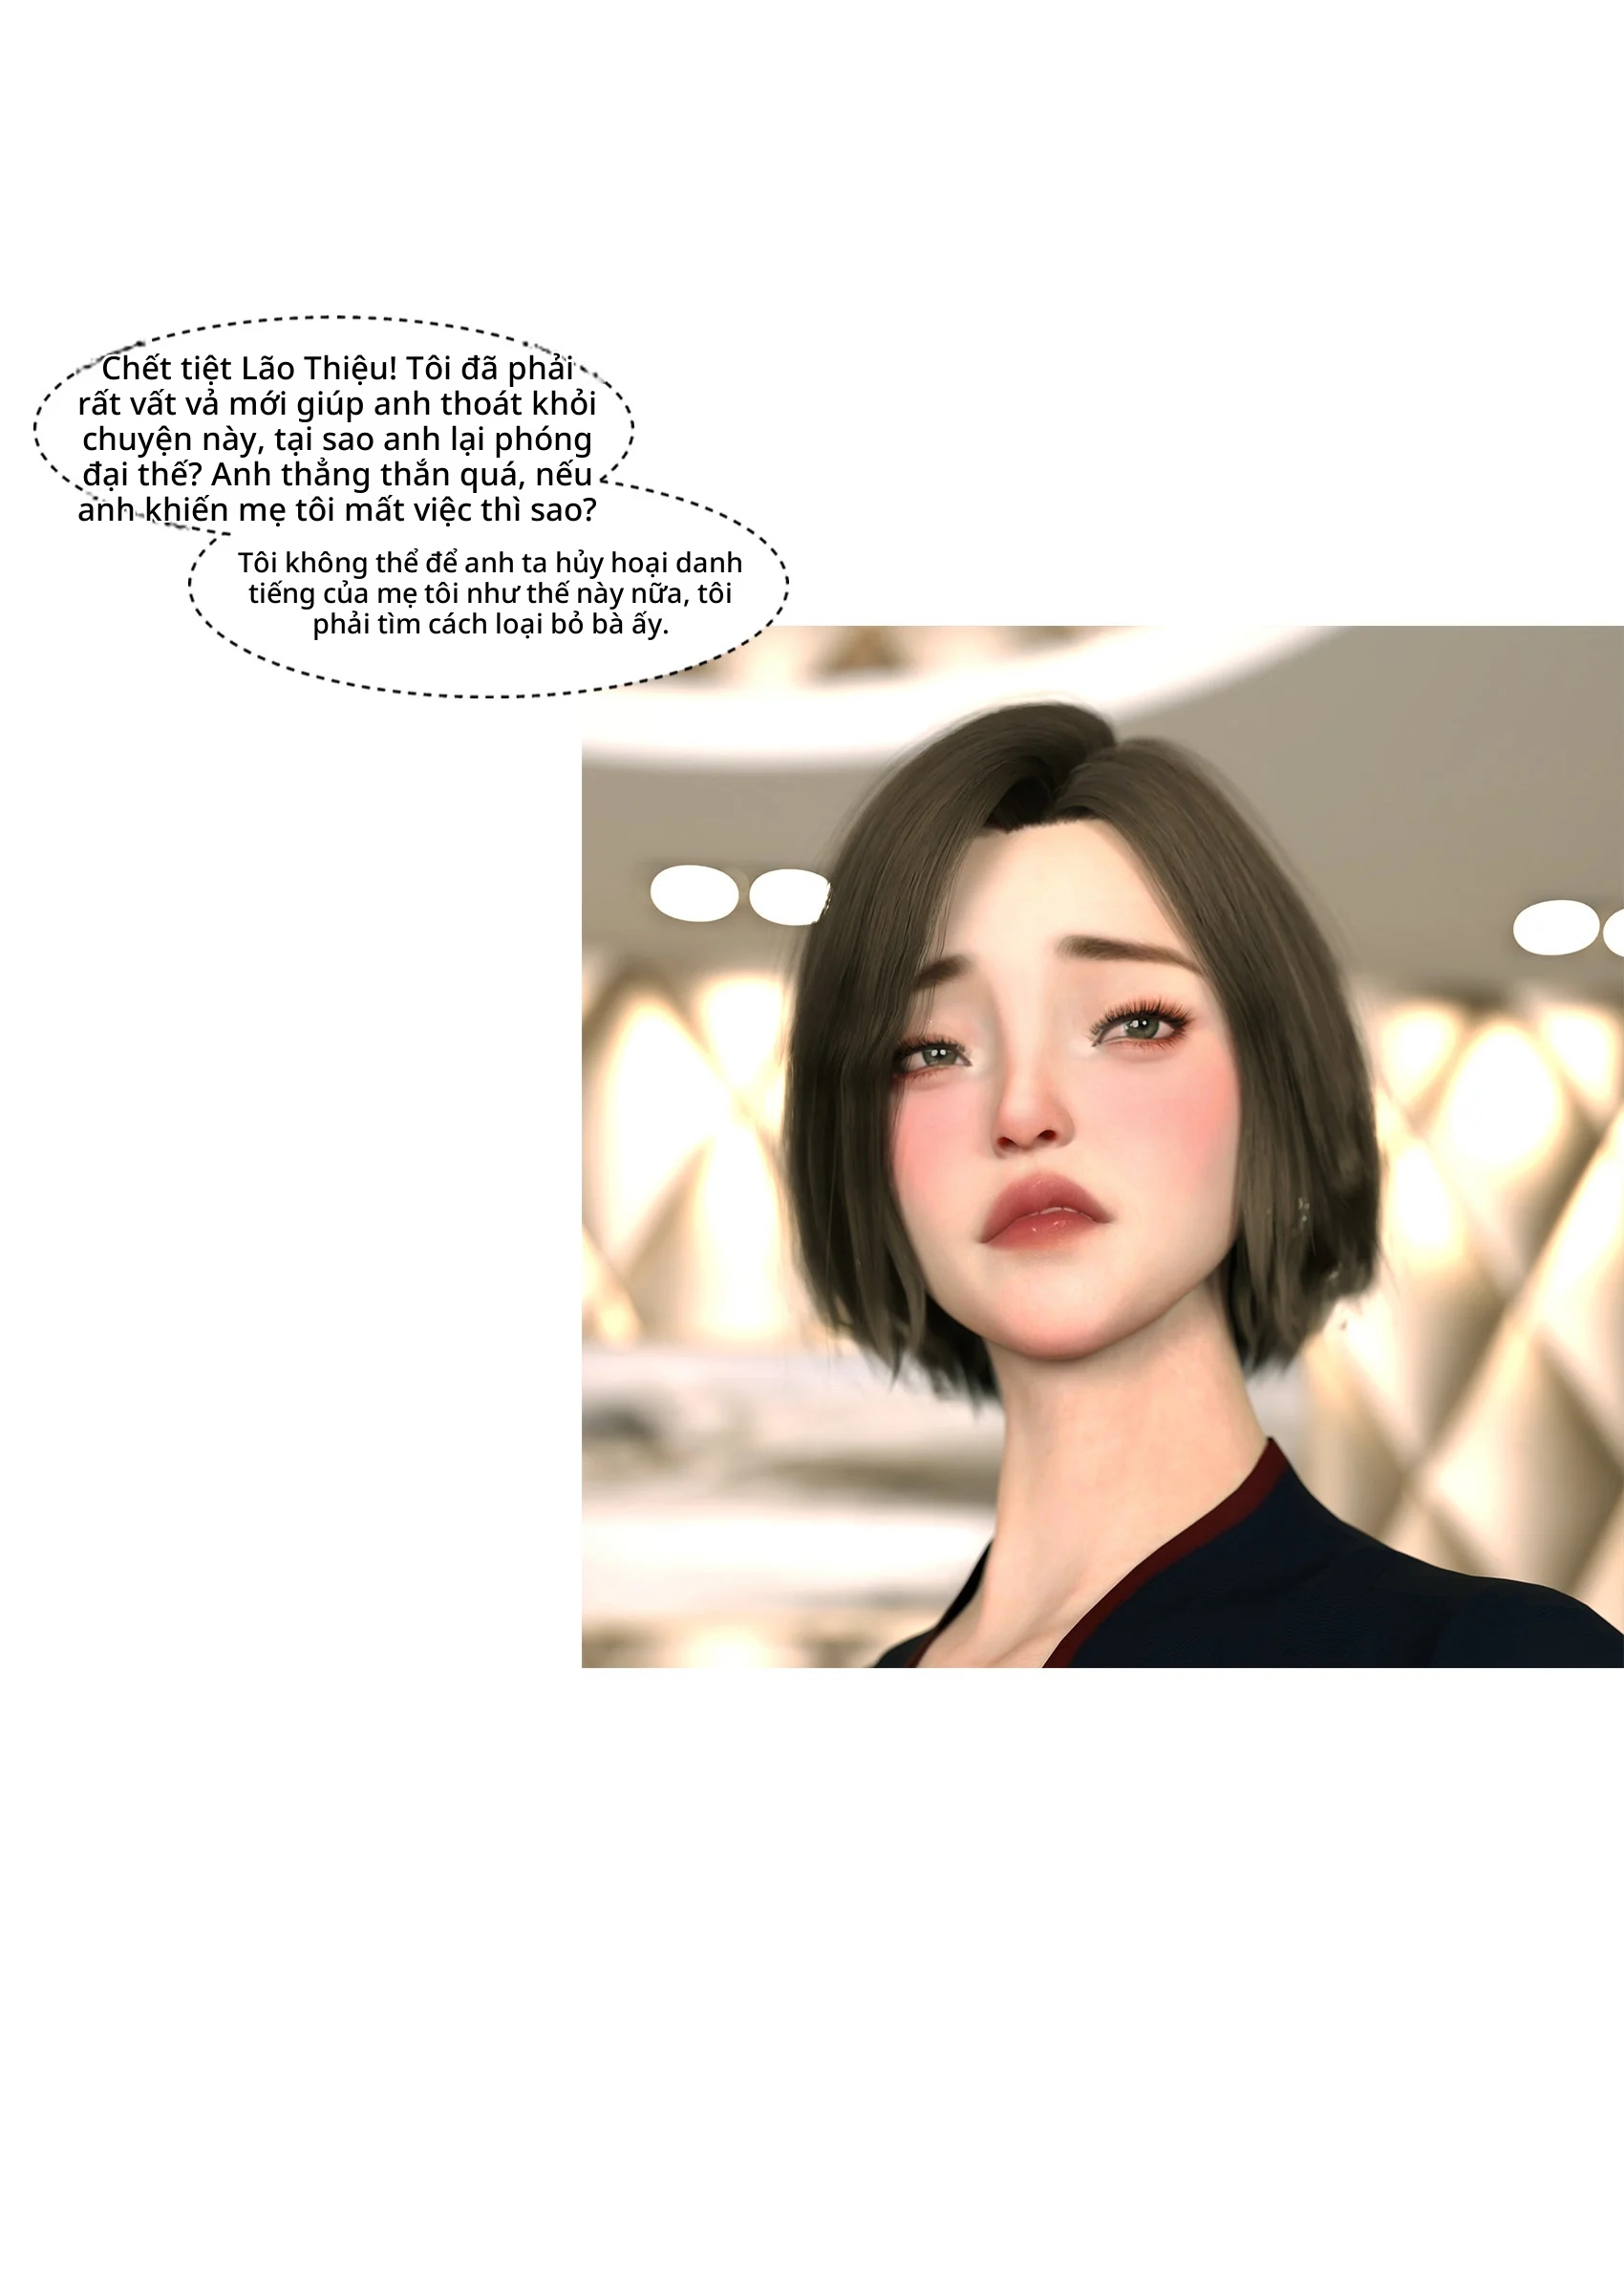 Chết tiệt Lão Thiệu! Tôi đã phải
rất vất vả mới giúp anh thoát khỏi
chuyện này, tại sao anh lại phóng
đại thế? Anh thẳng thắn quá, nếu
anh khiến mẹ tôi mất việc thì sao?
Tôi không thể để anh ta hủy hoại danh
tiếng của mẹ tôi như thế này nữa, tôi
phải tìm cách loại bỏ bà ấy.